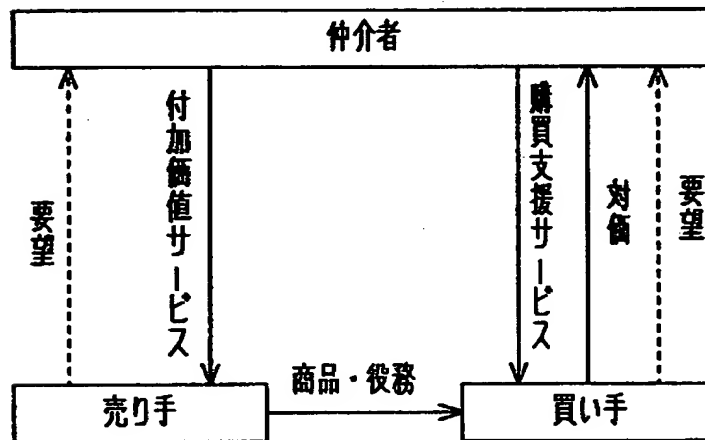 仲介者
要望
付加価値サービス
購買支援サービス
対価
要望
商品・役務
売り手
買い手